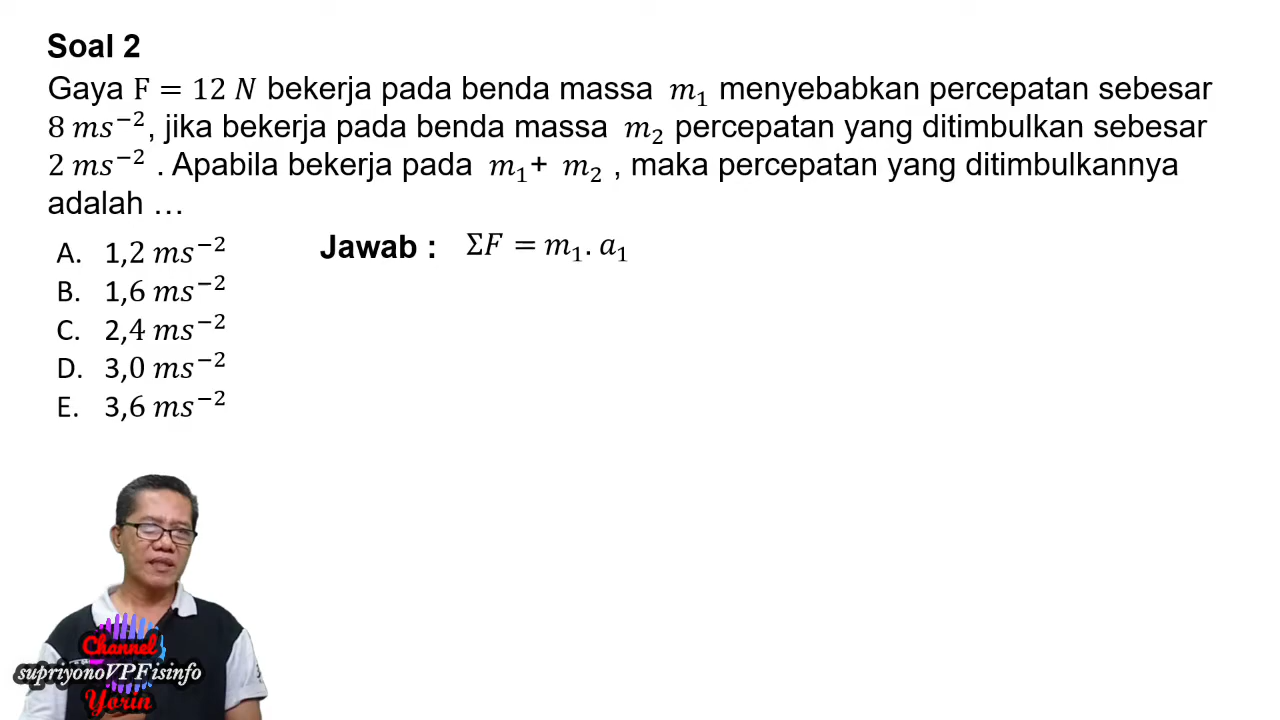 Soal 2
Gaya F = 12 N bekerja pada benda massa m₁ menyebabkan percepatan sebesar
8 ms⁻², jika bekerja pada benda massa m₂ percepatan yang ditimbulkan sebesar
2 ms⁻² . Apabila bekerja pada m₁+ m₂ , maka percepatan yang ditimbulkannya
adalah …
A. 1,2 ms⁻²
Jawab : ΣF = m₁. a₁
B. 1,6 ms⁻²
C. 2,4 ms⁻²
D. 3,0 ms⁻²
E. 3,6 ms⁻²
Channel
supriyonoVPFisinfo
Yorin